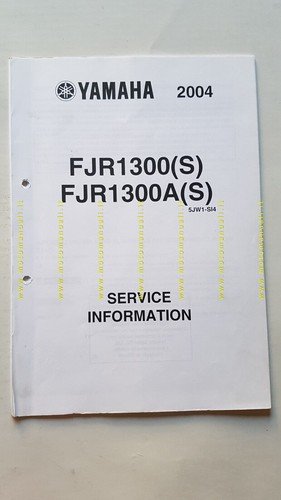 YAMAHA 2004
FJR1300(S)
FJR1300A(S)
5JW1-SI4
SERVICE
INFORMATION